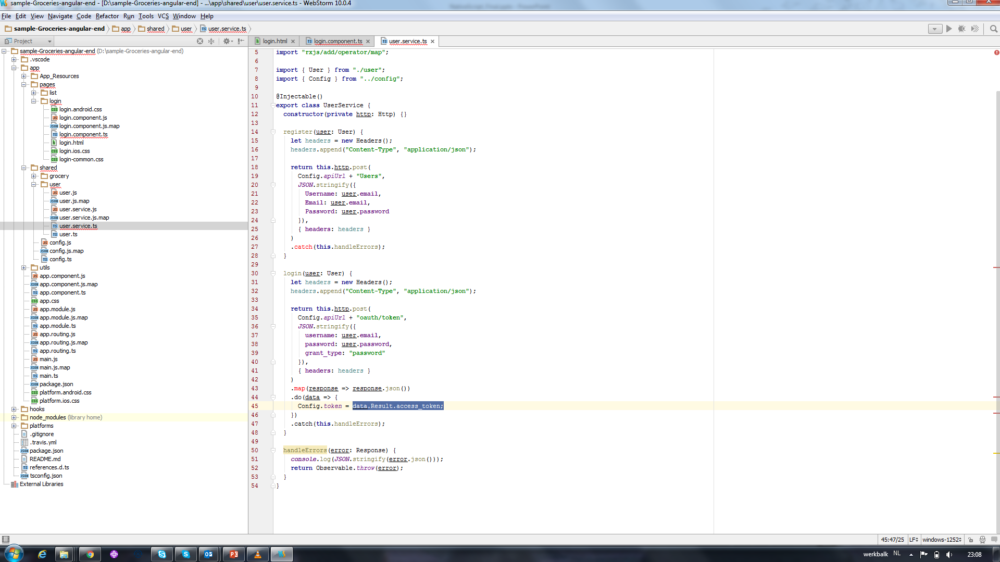 sample-Groceries-angular-end - [D:\sample-Groceries-angular-end] - ...\app\shared\user\user.service.ts - WebStorm 10.0.4
File Edit View Navigate Code Refactor Run Tools VCS Window Help
sample-Groceries-angular-end app shared user user.service.ts
Project
login.html login.component.ts user.service.ts
sample-Groceries-angular-end (D:\sample-Groceries-angular-end)
.vscode
app
App_Resources
pages
list
login
login.android.css
login.component.js
login.component.js.map
login.component.ts
login.html
login.ios.css
login-common.css
shared
grocery
user
user.js
user.js.map
user.service.js
user.service.js.map
user.service.ts
user.ts
config.js
config.js.map
config.ts
utils
app.component.js
app.component.js.map
app.component.ts
app.css
app.module.js
app.module.js.map
app.module.ts
app.routing.js
app.routing.js.map
app.routing.ts
main.js
main.js.map
main.ts
package.json
platform.android.css
platform.ios.css
hooks
node_modules (library home)
platforms
.gitignore
.travis.yml
package.json
README.md
references.d.ts
tsconfig.json
External Libraries
5 import "rxjs/add/operator/map";
6
7 import { User } from "./user";
8 import { Config } from "../config";
9
10 @Injectable()
11 export class UserService {
12 constructor(private http: Http) {}
13
14 register(user: User) {
15 let headers = new Headers();
16 headers.append("Content-Type", "application/json");
17
18 return this.http.post(
19 Config.apiUrl + "Users",
20 JSON.stringify({
21 Username: user.email,
22 Email: user.email,
23 Password: user.password
24 }),
25 { headers: headers }
26 )
27 .catch(this.handleErrors);
28 }
29
30 login(user: User) {
31 let headers = new Headers();
32 headers.append("Content-Type", "application/json");
33
34 return this.http.post(
35 Config.apiUrl + "oauth/token",
36 JSON.stringify({
37 username: user.email,
38 password: user.password,
39 grant_type: "password"
40 }),
41 { headers: headers }
42 )
43 .map(response => response.json())
44 .do(data => {
45 Config.token = data.Result.access_token;
46 })
47 .catch(this.handleErrors);
48 }
49
50 handleErrors(error: Response) {
51 console.log(JSON.stringify(error.json()));
52 return Observable.throw(error);
53 }
54 }
45:47/25 LF windows-1252
werkbalk NL 23:08